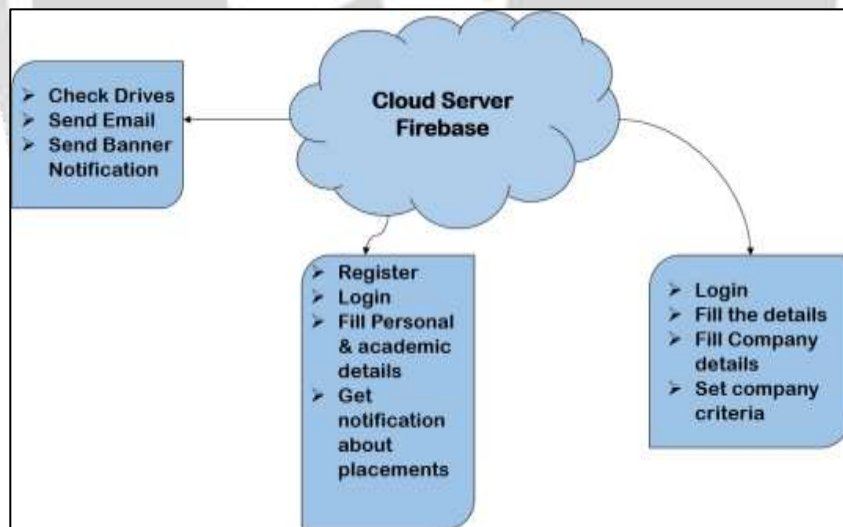 Cloud Server
Firebase
➢ Check Drives
➢ Send Email
➢ Send Banner
Notification
➢ Register
➢ Login
➢ Fill Personal
& academic
details
➢ Get
notification
about
placements
➢ Login
➢ Fill the details
➢ Fill Company
details
➢ Set company
criteria